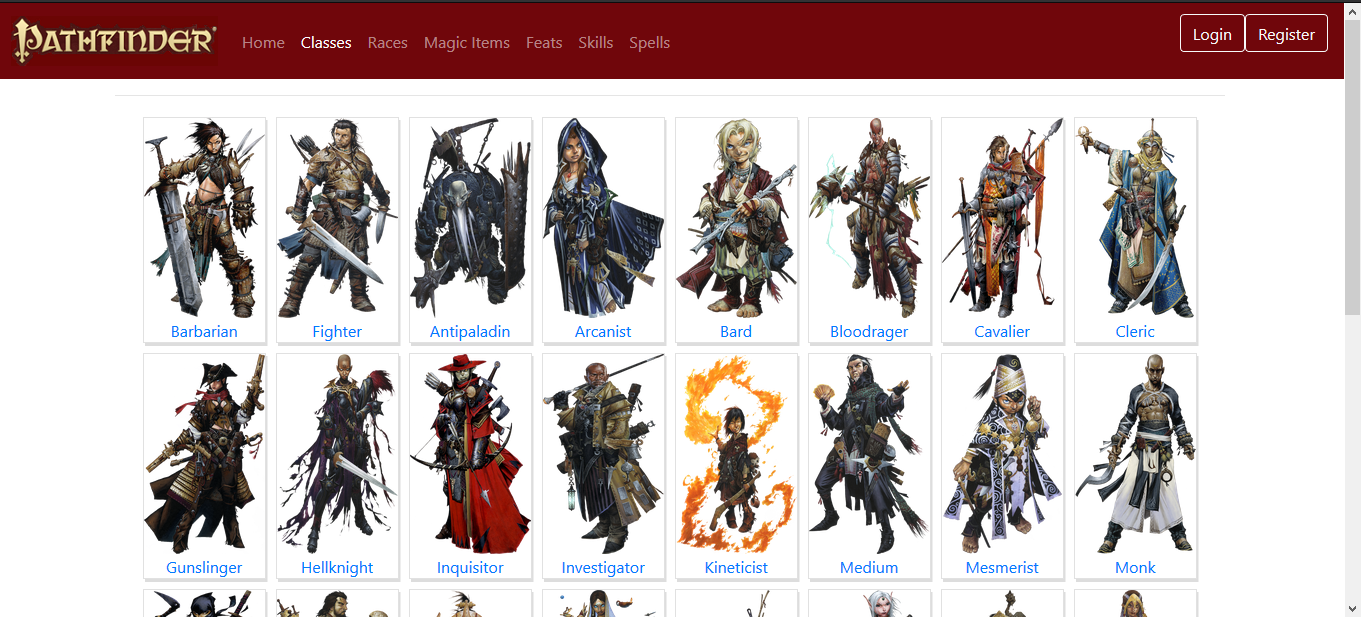 PATHFINDER Home Classes Races Magic Items Feats Skills Spells Login Register
Barbarian Fighter Antipaladin Arcanist Bard Bloodrager Cavalier Cleric
Gunslinger Hellknight Inquisitor Investigator Kineticist Medium Mesmerist Monk